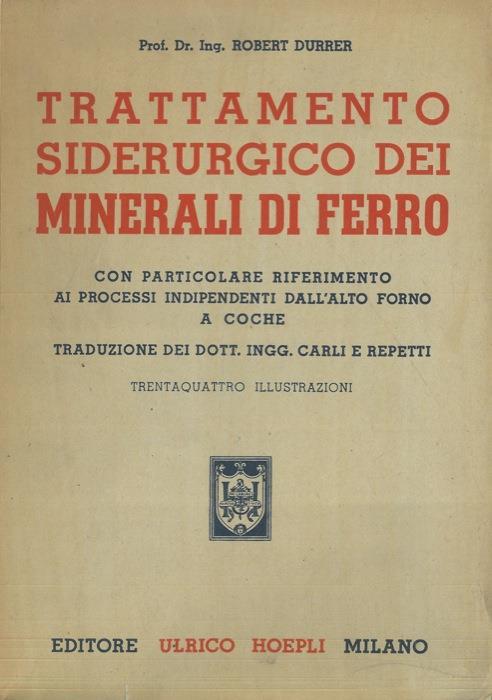 Prof. Dr. Ing. ROBERT DURRER
TRATTAMENTO
SIDERURGICO DEI
MINERALI DI FERRO
CON PARTICOLARE RIFERIMENTO
AI PROCESSI INDIPENDENTI DALL'ALTO FORNO
A COCHE
TRADUZIONE DEI DOTT. INGG. CARLI E REPETTI
TRENTAQUATTRO ILLUSTRAZIONI
EDITORE ULRICO HOEPLI MILANO